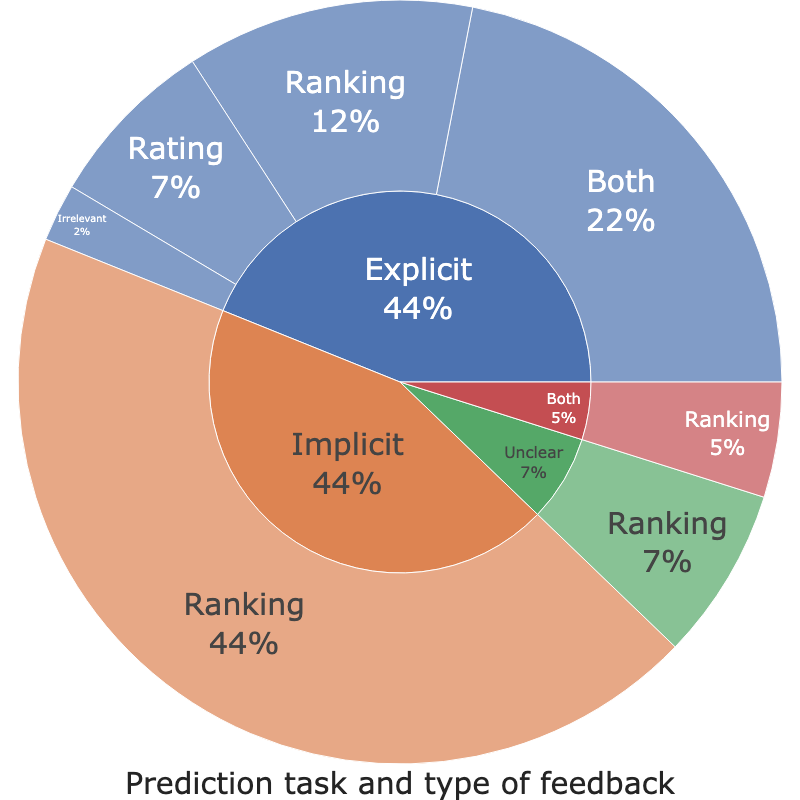 Ranking
12%
Rating
7%
Both
22%
Irrelevant
2%
Explicit
44%
Both
5%
Ranking
5%
Implicit
44%
Unclear
7%
Ranking
7%
Ranking
44%
Prediction task and type of feedback